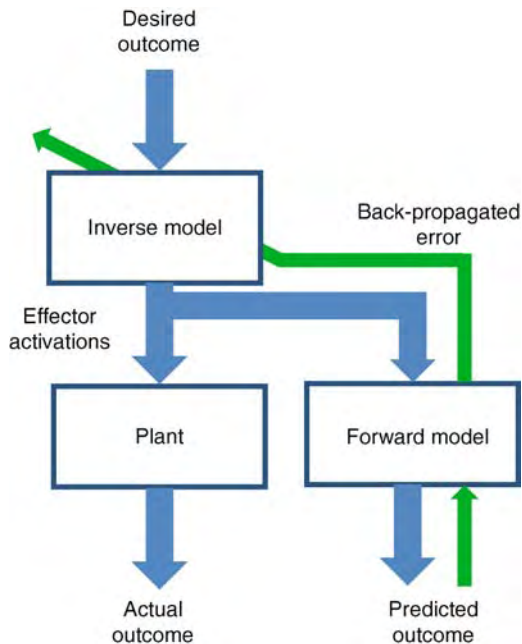 Desired
outcome
Inverse model
Back-propagated
error
Effector
activations
Plant
Forward model
Actual
outcome
Predicted
outcome